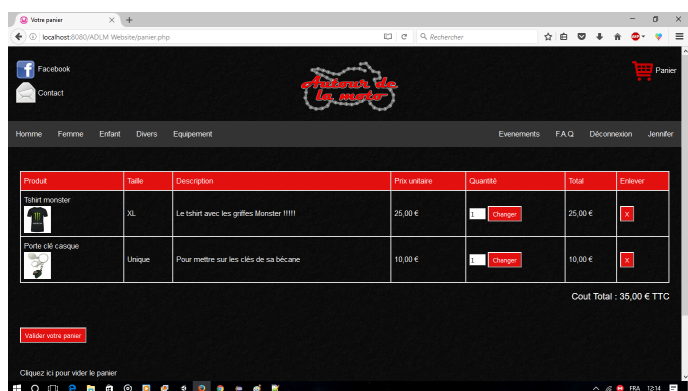 Votre panier
localhost:8080/ADLM Website/panier.php
Rechercher
Facebook
Contact
Autour de
la moto
Panier
Homme Femme Enfant Divers Equipement Evenements F.A.Q Déconnexion Jennifer
Produit Taille Description Prix unitaire Quantité Total Enlever
Tshirt monster
XL Le tshirt avec les griffes Monster !!!!! 25,00 € 1 Changer 25,00 € X
Porte clé casque
Unique Pour mettre sur les clés de sa bécane 10,00 € 1 Changer 10,00 € X
Cout Total : 35,00 € TTC
Valider votre panier
Cliquez ici pour vider le panier
FRA 12:14